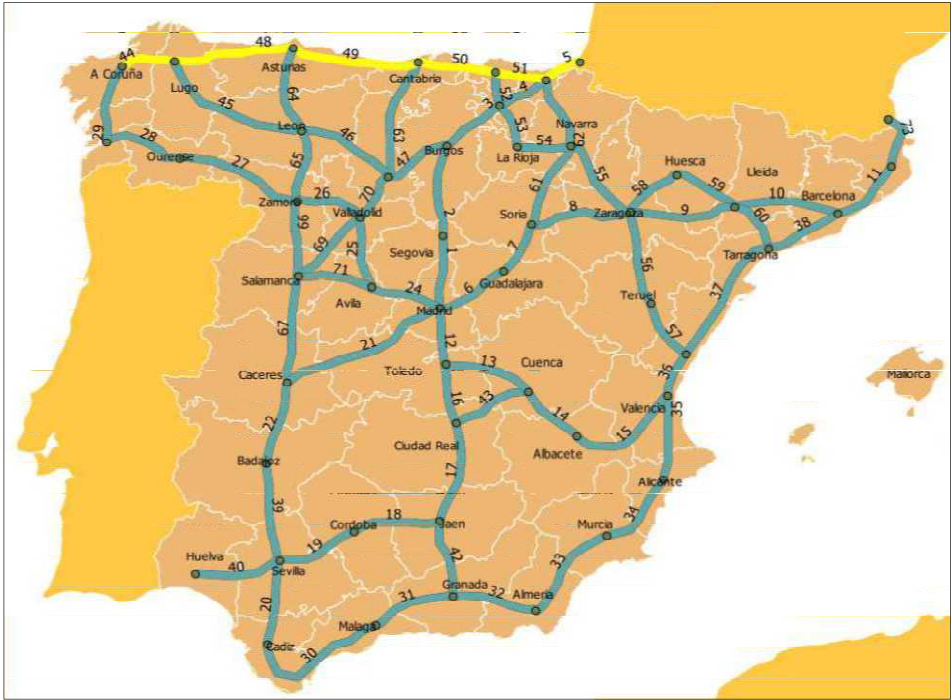 48
49
44
50
5
51
A Coruña
Asturias
Cantabria
4
Lugo
64
52
3
45
73
Leon
46
63
53
Navarra
29
28
62
54
47
Burgos
La Rioja
Ourense
65
27
Huesca
55
Lleida
11
61
58
59
26
70
10
Barcelona
Zamora
Valladolid
2
Soria
8
Zaragoza
9
60
66
38
69
25
Segovia
1
7
Tarragona
56
Salamanca
71
Guadalajara
24
6
37
Avila
Teruel
Madrid
67
57
21
12
13
Cuenca
Caceres
Toledo
36
Mallorca
16
43
Valencia
35
22
14
15
Ciudad Real
Albacete
Badajoz
17
Alicante
39
18
34
Cordoba
Jaen
Murcia
19
Huelva
42
33
40
Sevilla
Granada
20
31
32
Almeria
Malaga
Cadiz
30